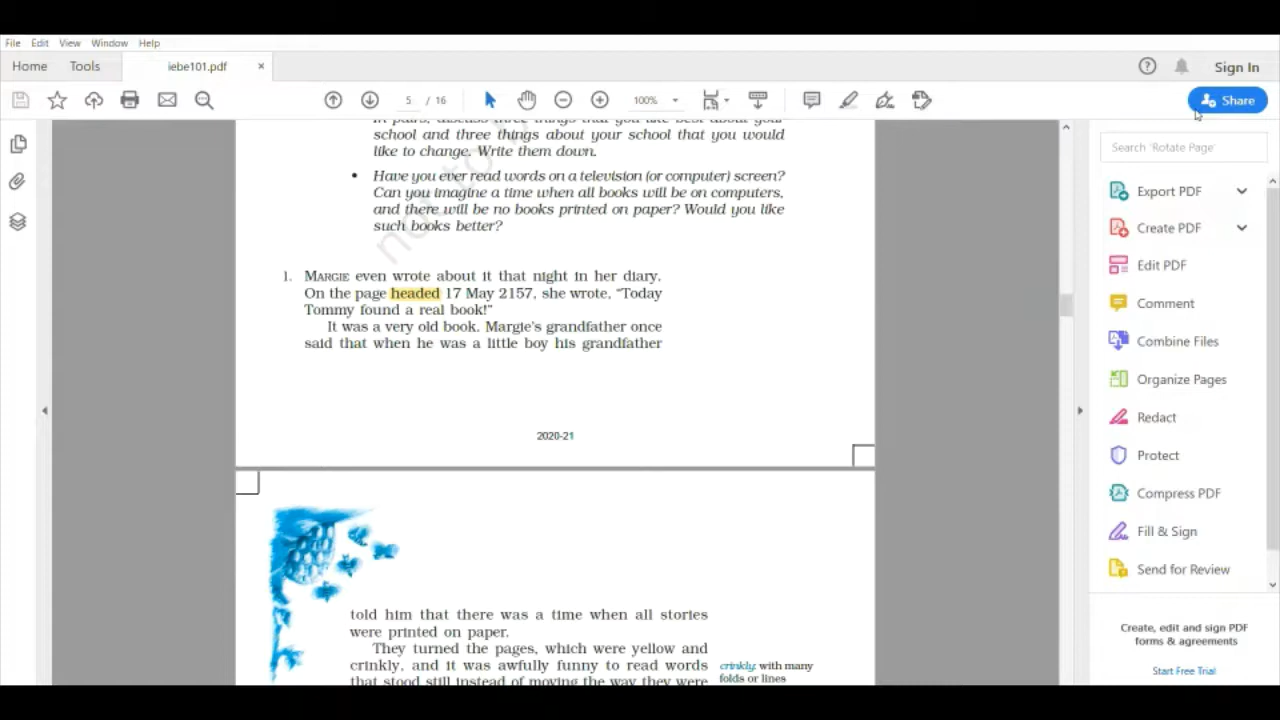 File Edit View Window Help
Home Tools iebe101.pdf × Sign In
5 / 16 100% Share
In pairs, discuss three things that you like best about your
school and three things about your school that you would
like to change. Write them down.
• Have you ever read words on a television (or computer) screen?
Can you imagine a time when all books will be on computers,
and there will be no books printed on paper? Would you like
such books better?
not to
1. MARGIE even wrote about it that night in her diary.
On the page headed 17 May 2157, she wrote, “Today
Tommy found a real book!”
It was a very old book. Margie's grandfather once
said that when he was a little boy his grandfather
2020-21
told him that there was a time when all stories
were printed on paper.
They turned the pages, which were yellow and
crinkly, and it was awfully funny to read words
that stood still instead of moving the way they were
crinkly: with many
folds or lines
Search 'Rotate Page'
Export PDF
Create PDF
Edit PDF
Comment
Combine Files
Organize Pages
Redact
Protect
Compress PDF
Fill & Sign
Send for Review
Create, edit and sign PDF
forms & agreements
Start Free Trial